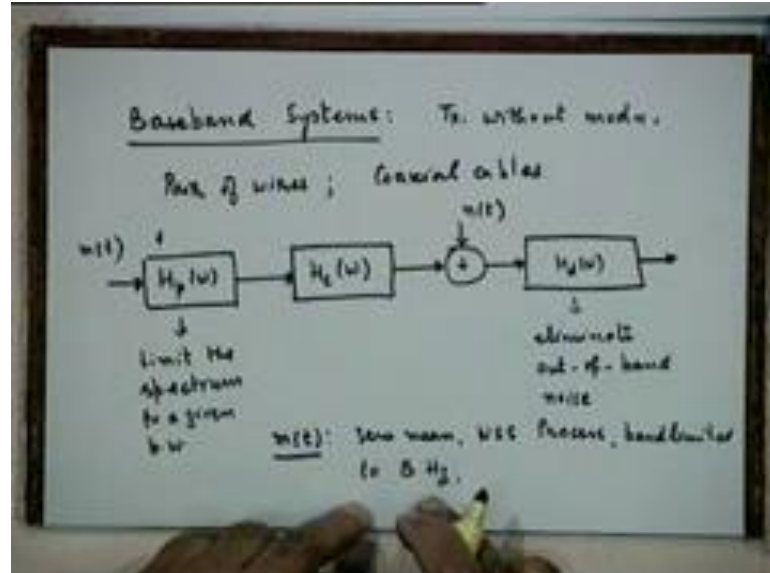 Baseband Systems: Tx. without modn.
Pair of wires; Coaxial cables
m(t) n(t)
Hp(ω) Hc(ω) + Hd(ω)
Limit the
spectrum
to a given
b w
eliminate
out-of-band
noise
m(t): zero mean, WSS Process, bandlimited
to B Hz.